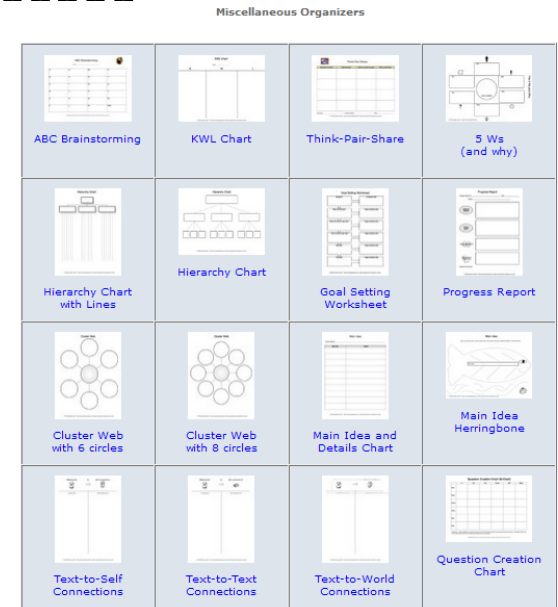 Miscellaneous Organizers
ABC Brainstorming
KWL Chart
Think-Pair-Share
5 Ws
(and why)
Hierarchy Chart
with Lines
Hierarchy Chart
Goal Setting
Worksheet
Progress Report
Cluster Web
with 6 circles
Cluster Web
with 8 circles
Main Idea and
Details Chart
Main Idea
Herringbone
Text-to-Self
Connections
Text-to-Text
Connections
Text-to-World
Connections
Question Creation
Chart